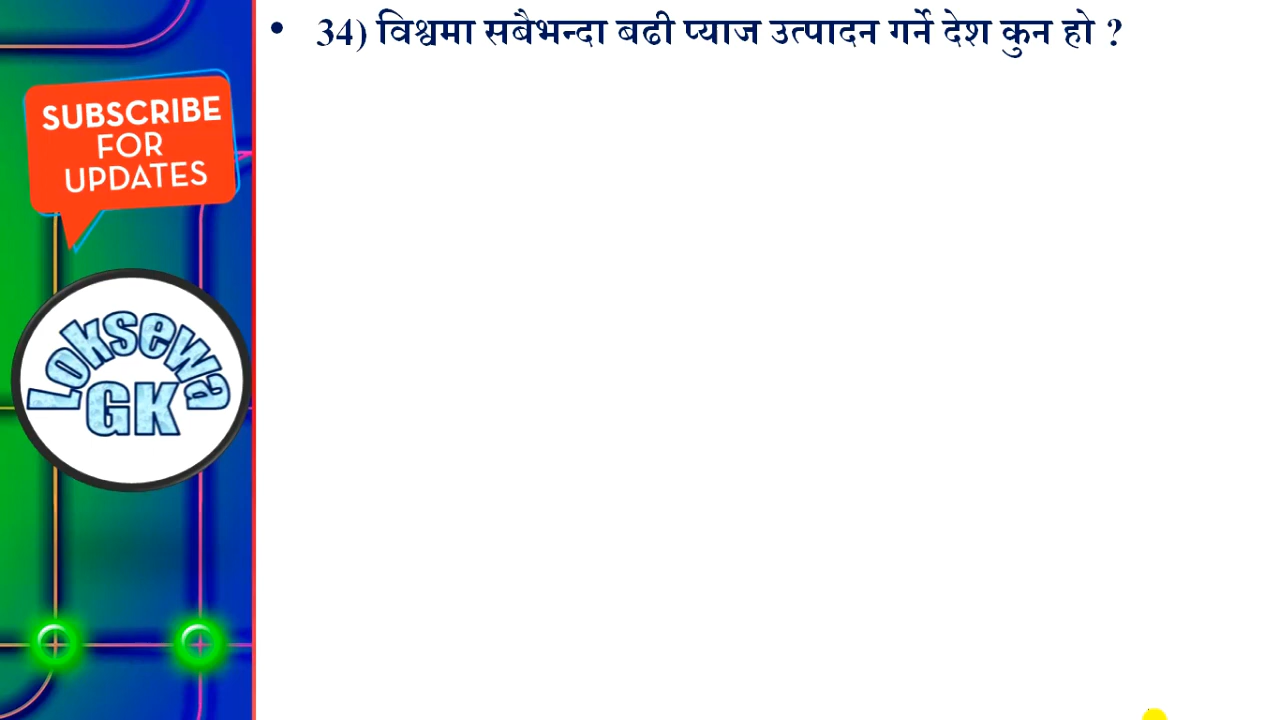 • 34) विश्वमा सबैभन्दा बढी प्याज उत्पादन गर्ने देश कुन हो ?
SUBSCRIBE
FOR
UPDATES
Loksewa
GK